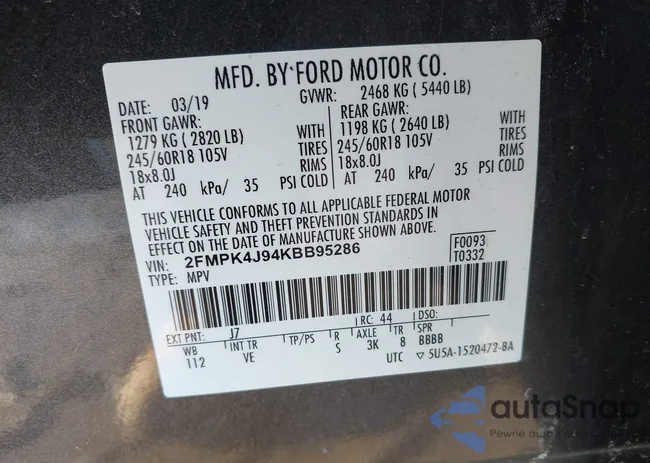 MFD. BY FORD MOTOR CO.
DATE: 03/19 GVWR: 2468 KG ( 5440 LB)
FRONT GAWR: REAR GAWR:
1279 KG ( 2820 LB) WITH 1198 KG ( 2640 LB) WITH
245/60R18 105V TIRES 245/60R18 105V TIRES
18x8.0J RIMS 18x8.0J RIMS
AT 240 kPa/ 35 PSI COLD AT 240 kPa/ 35 PSI COLD
THIS VEHICLE CONFORMS TO ALL APPLICABLE FEDERAL MOTOR
VEHICLE SAFETY AND THEFT PREVENTION STANDARDS IN
EFFECT ON THE DATE OF MANUFACTURE SHOWN ABOVE.
VIN: 2FMPK4J94KBB95286 F0093
TYPE: MPV T0332
EXT PNT: J7 RC: 44 DSO:
WB INT TR TP/PS R AXLE TR SPR
112 VE S 3K 8 BBBB
UTC ▽ 5U5A-1520472-BA
autoSnap
Pewne auto